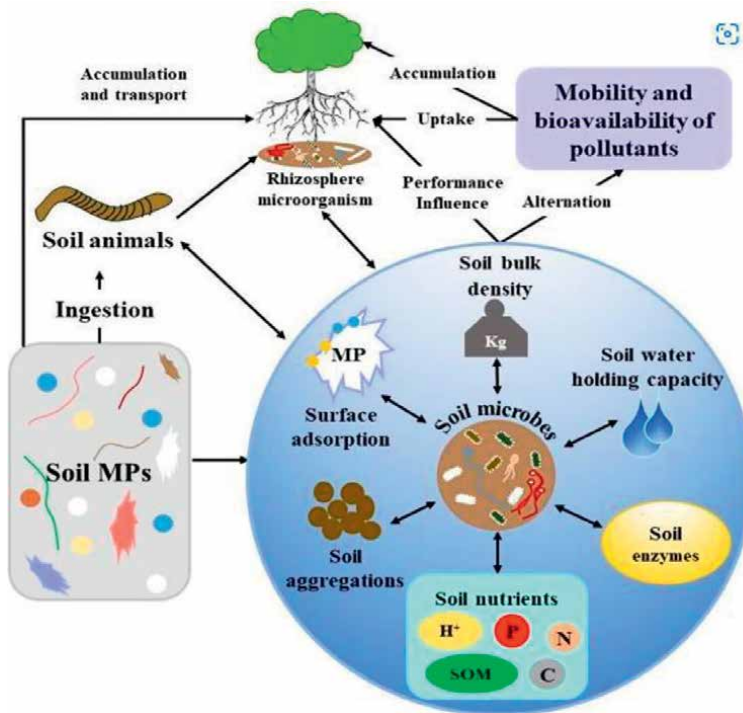 Accumulation
and transport
Accumulation
Mobility and
bioavailability of
pollutants
Uptake
Rhizosphere
microorganism
Performance
Influence
Alternation
Soil animals
Ingestion
Soil MPs
Soil bulk
density
Kg
MP
Surface
adsorption
Soil microbes
Soil water
holding capacity
Soil
aggregations
Soil
enzymes
Soil nutrients
H⁺
P
N
SOM
C